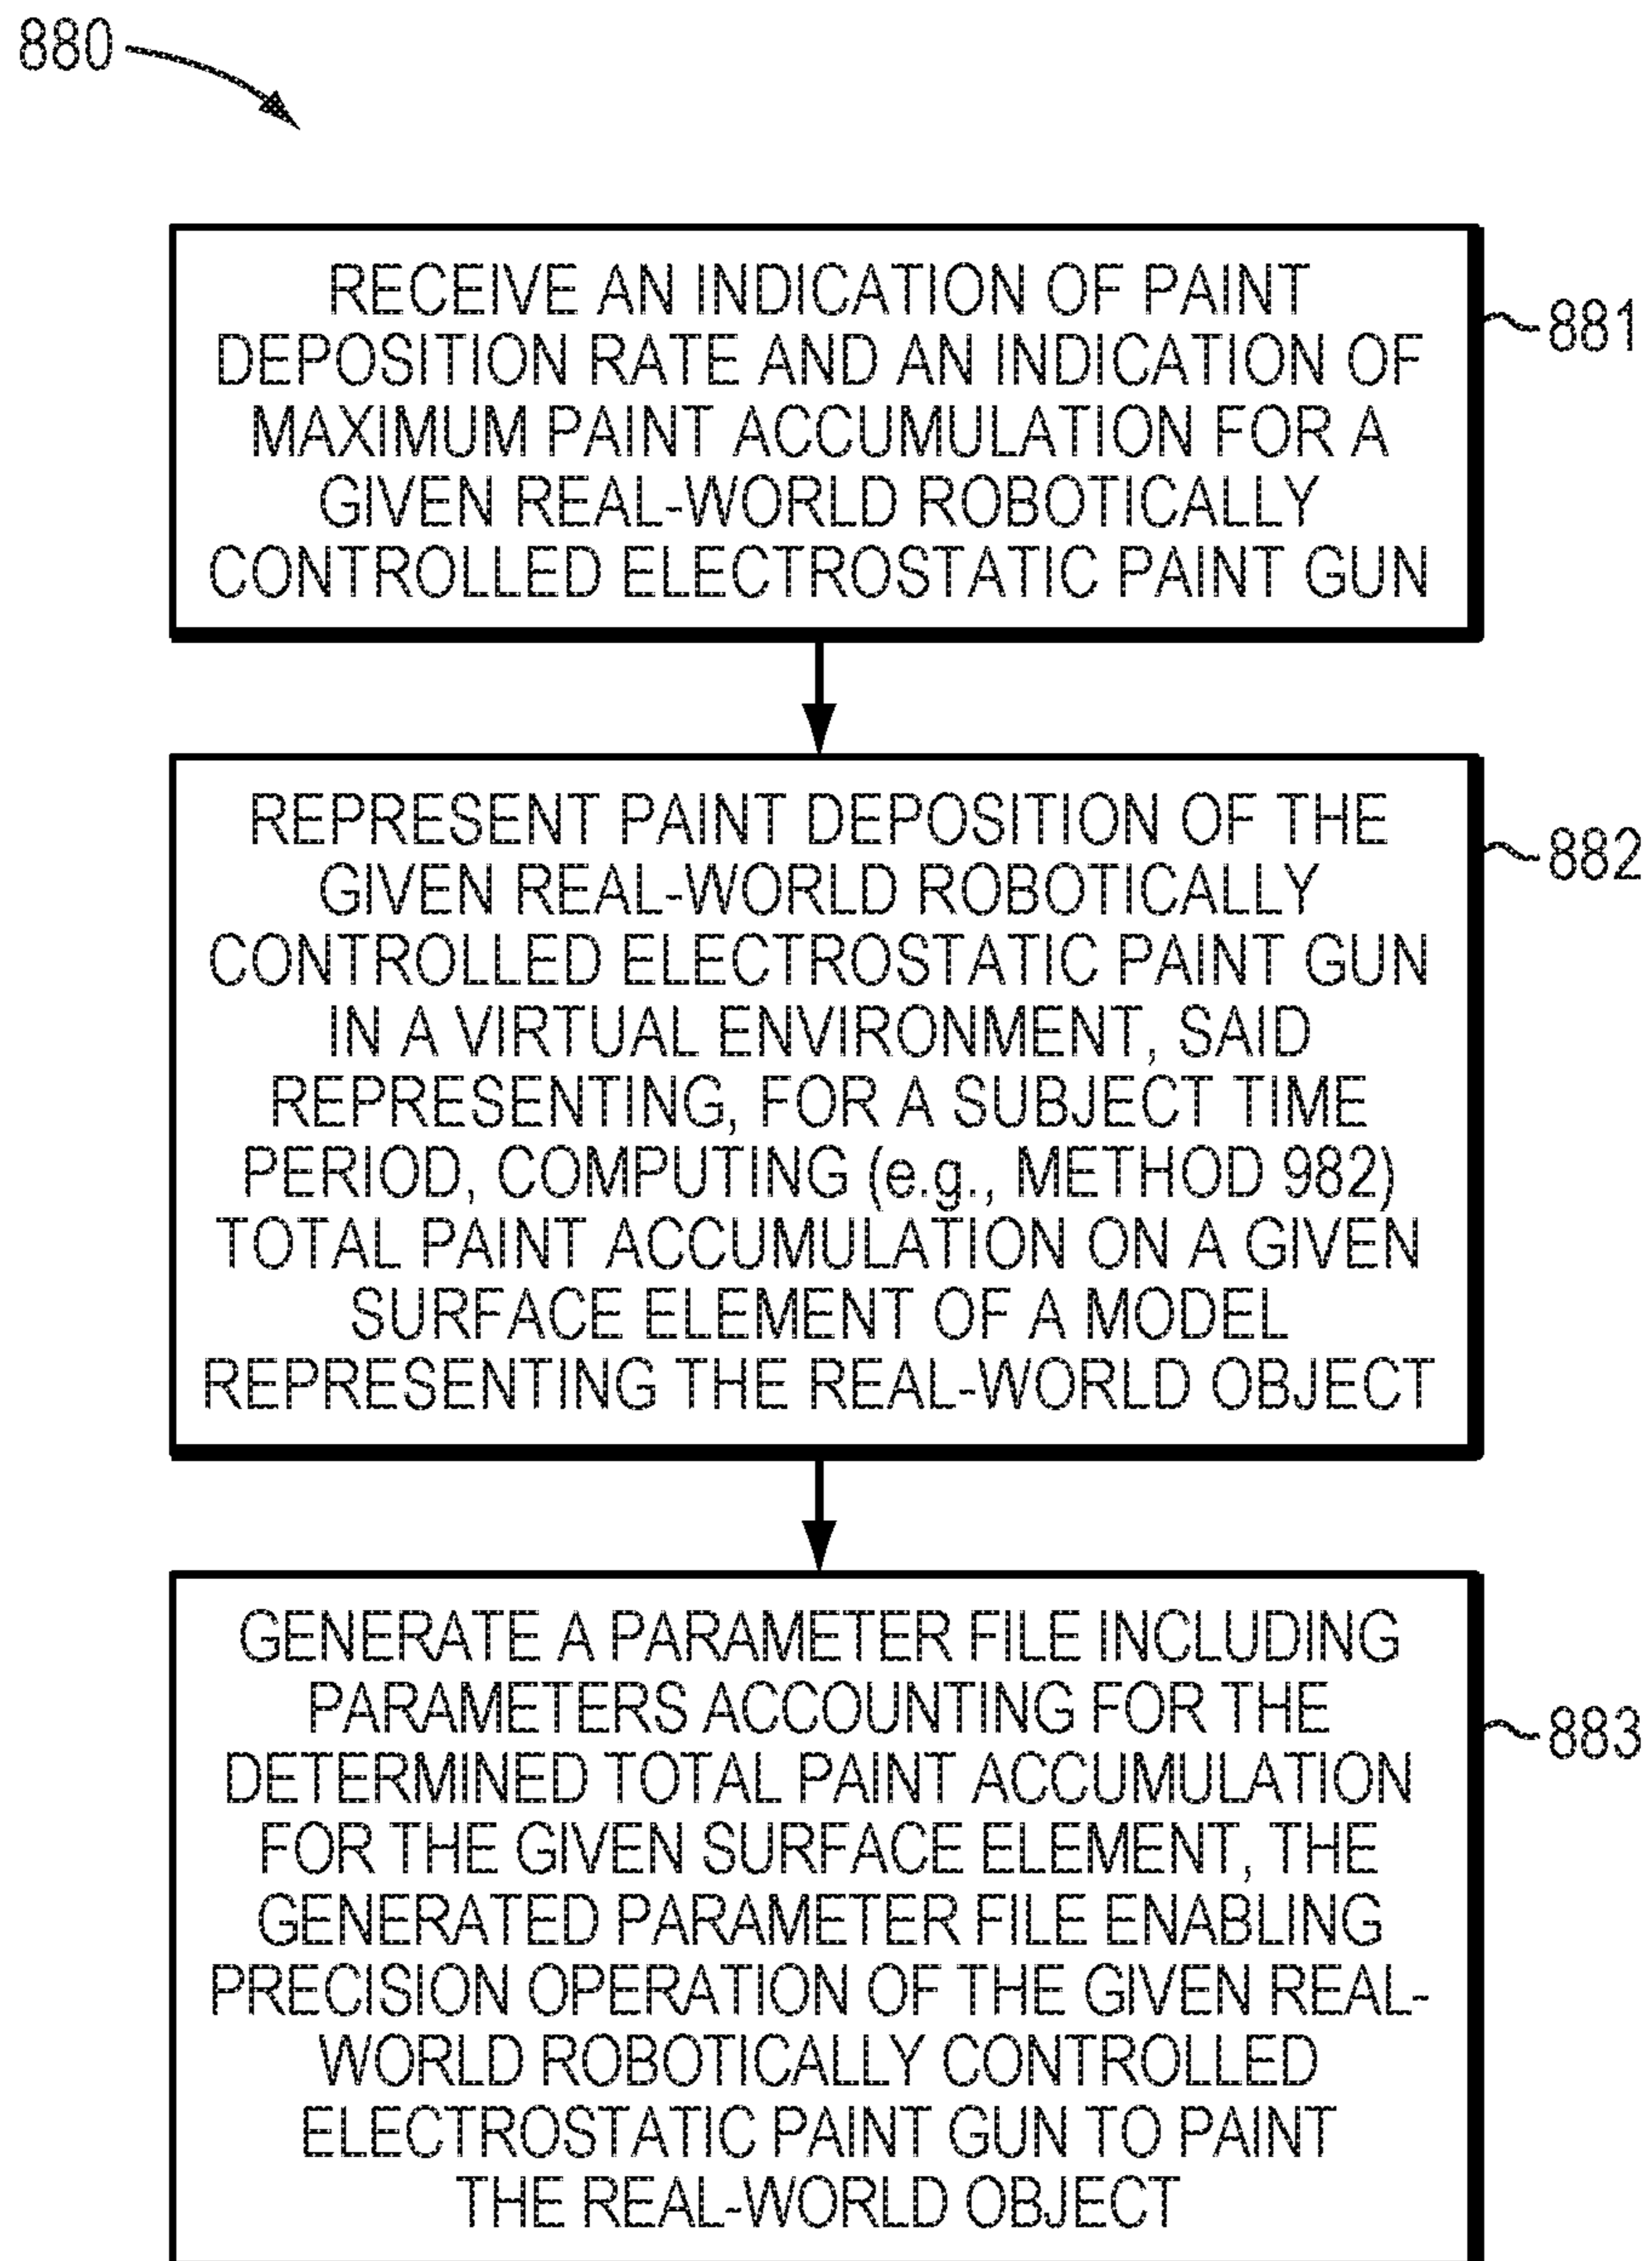 880
RECEIVE AN INDICATION OF PAINT
DEPOSITION RATE AND AN INDICATION OF
MAXIMUM PAINT ACCUMULATION FOR A
GIVEN REAL-WORLD ROBOTICALLY
CONTROLLED ELECTROSTATIC PAINT GUN
881
REPRESENT PAINT DEPOSITION OF THE
GIVEN REAL-WORLD ROBOTICALLY
CONTROLLED ELECTROSTATIC PAINT GUN
IN A VIRTUAL ENVIRONMENT, SAID
REPRESENTING, FOR A SUBJECT TIME
PERIOD, COMPUTING (e.g., METHOD 982)
TOTAL PAINT ACCUMULATION ON A GIVEN
SURFACE ELEMENT OF A MODEL
REPRESENTING THE REAL-WORLD OBJECT
882
GENERATE A PARAMETER FILE INCLUDING
PARAMETERS ACCOUNTING FOR THE
DETERMINED TOTAL PAINT ACCUMULATION
FOR THE GIVEN SURFACE ELEMENT, THE
GENERATED PARAMETER FILE ENABLING
PRECISION OPERATION OF THE GIVEN REAL-
WORLD ROBOTICALLY CONTROLLED
ELECTROSTATIC PAINT GUN TO PAINT
THE REAL-WORLD OBJECT
883